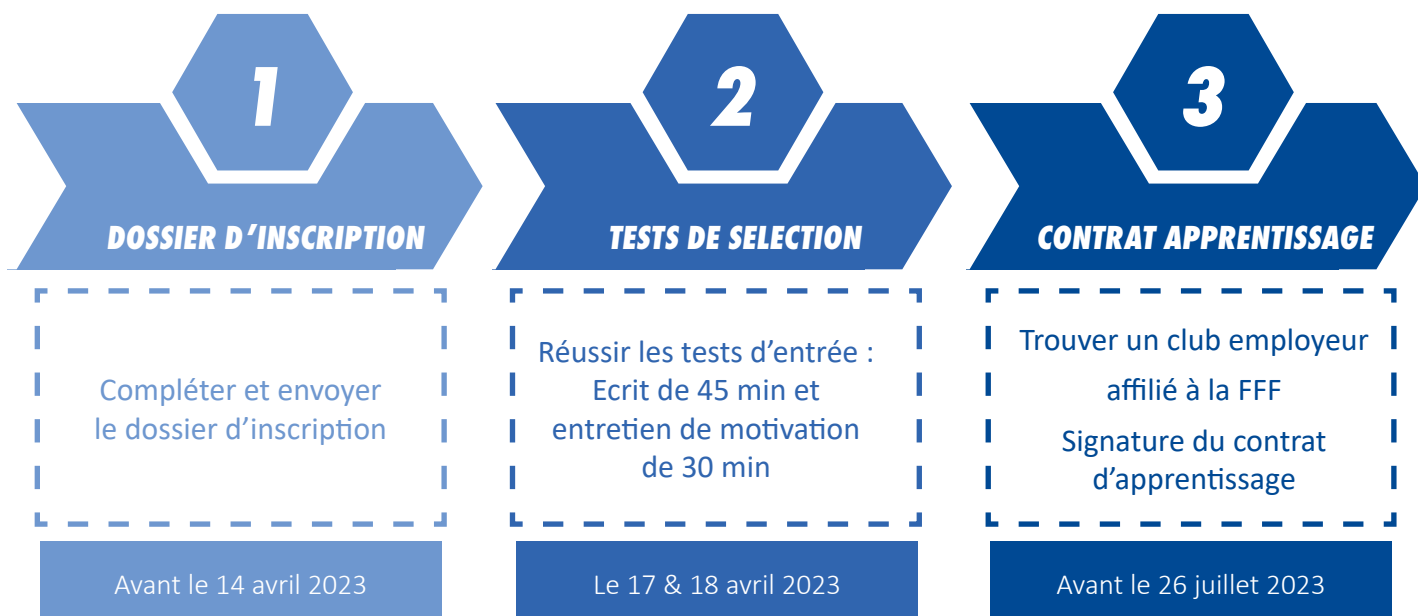 1
DOSSIER D'INSCRIPTION
Compléter et envoyer
le dossier d'inscription
Avant le 14 avril 2023
2
TESTS DE SELECTION
Réussir les tests d'entrée :
Ecrit de 45 min et
entretien de motivation
de 30 min
Le 17 & 18 avril 2023
3
CONTRAT APPRENTISSAGE
Trouver un club employeur
affilié à la FFF
Signature du contrat
d'apprentissage
Avant le 26 juillet 2023